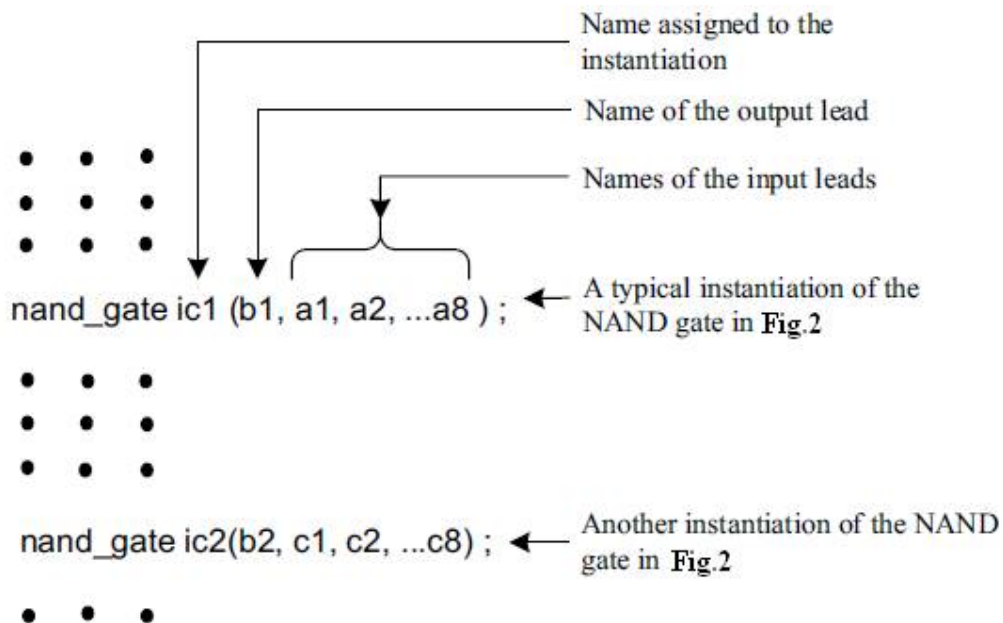 Name assigned to the
instantiation
Name of the output lead
Names of the input leads
nand_gate ic1 (b1, a1, a2, ...a8 ) ;
A typical instantiation of the
NAND gate in Fig.2
nand_gate ic2(b2, c1, c2, ...c8) ;
Another instantiation of the NAND
gate in Fig.2